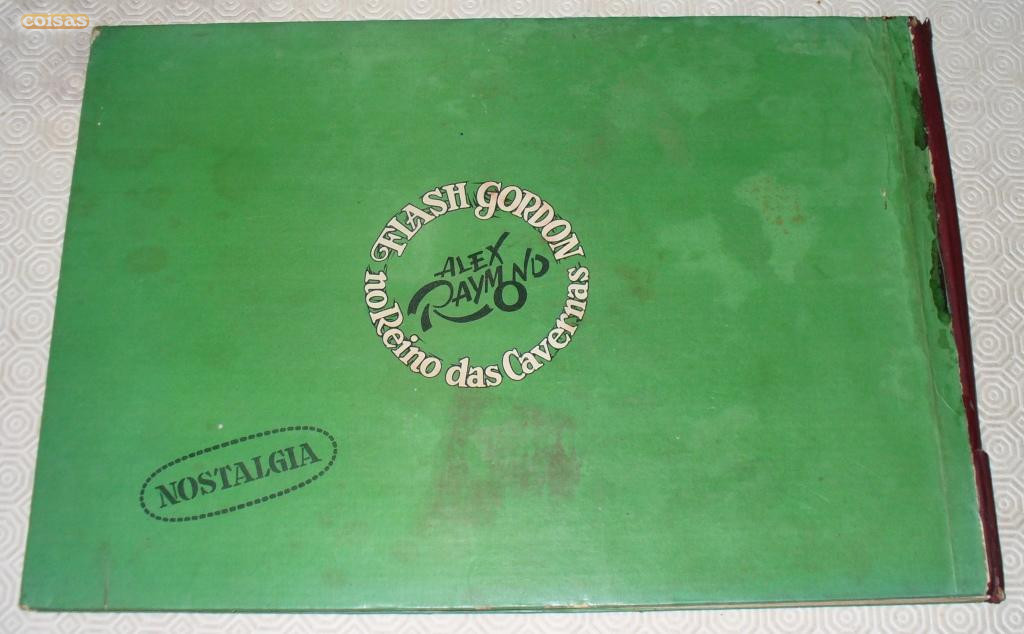 coisas
FLASH GORDON
no Reino das Cavernas
ALEX
RAYMOND
NOSTALGIA